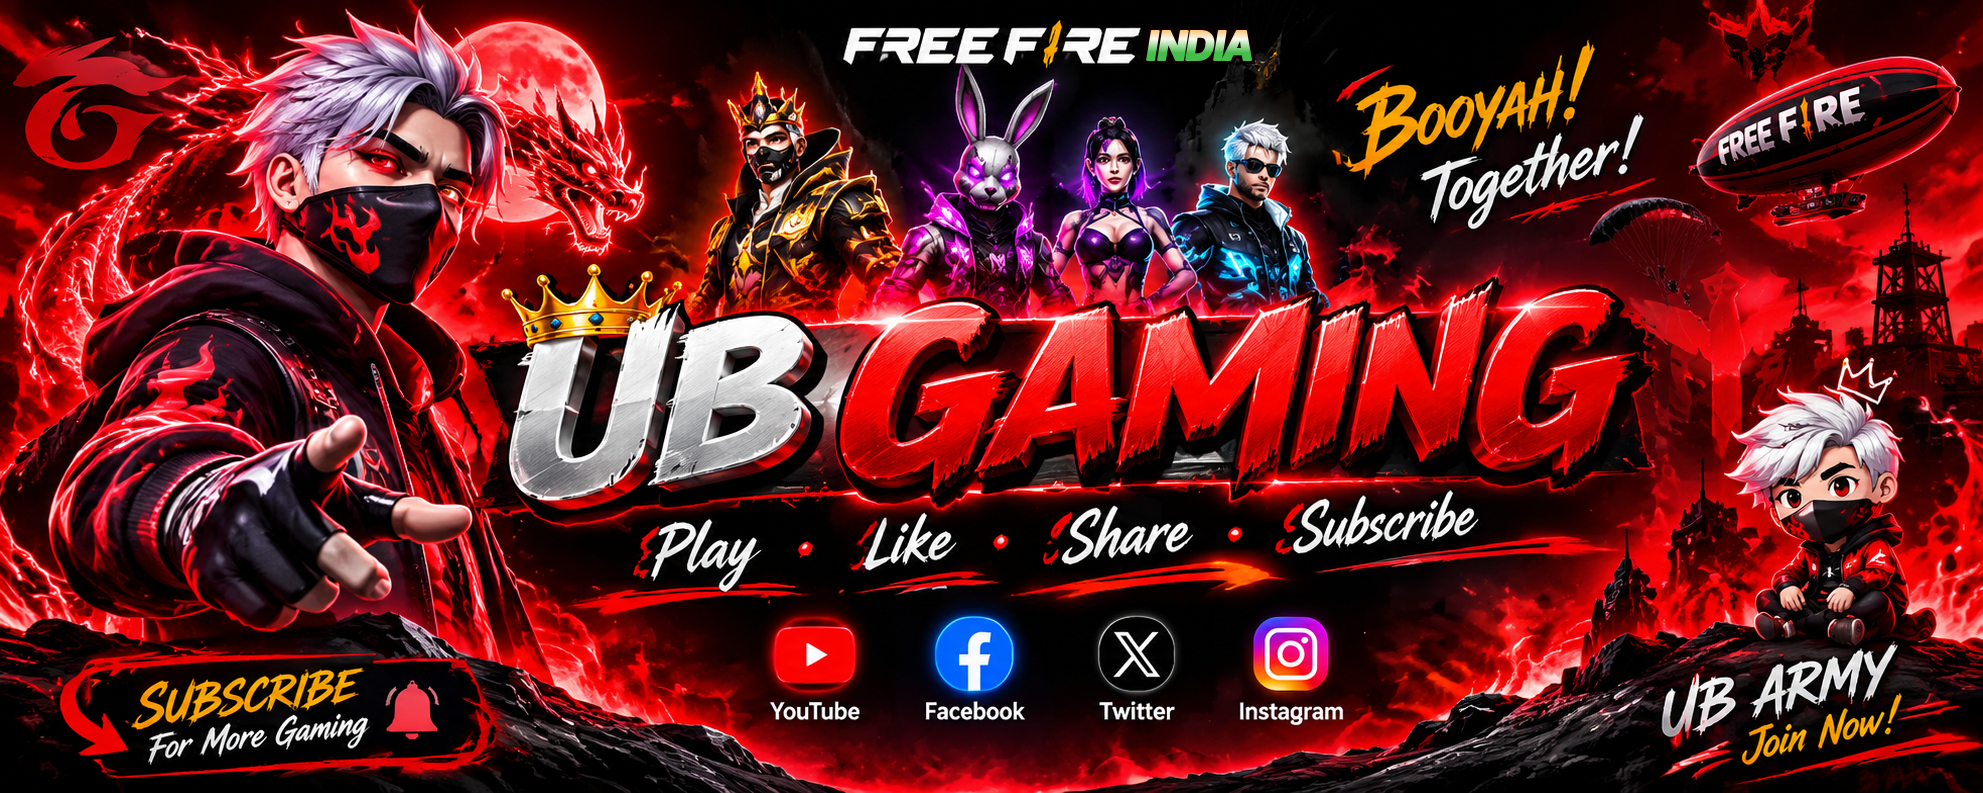 FREE FIRE INDIA
BOOYAH!
Together!
FREE FIRE
UB GAMING
Play • Like • Share • Subscribe
YouTube
Facebook
Twitter
Instagram
SUBSCRIBE
For More Gaming
UB ARMY
Join Now!